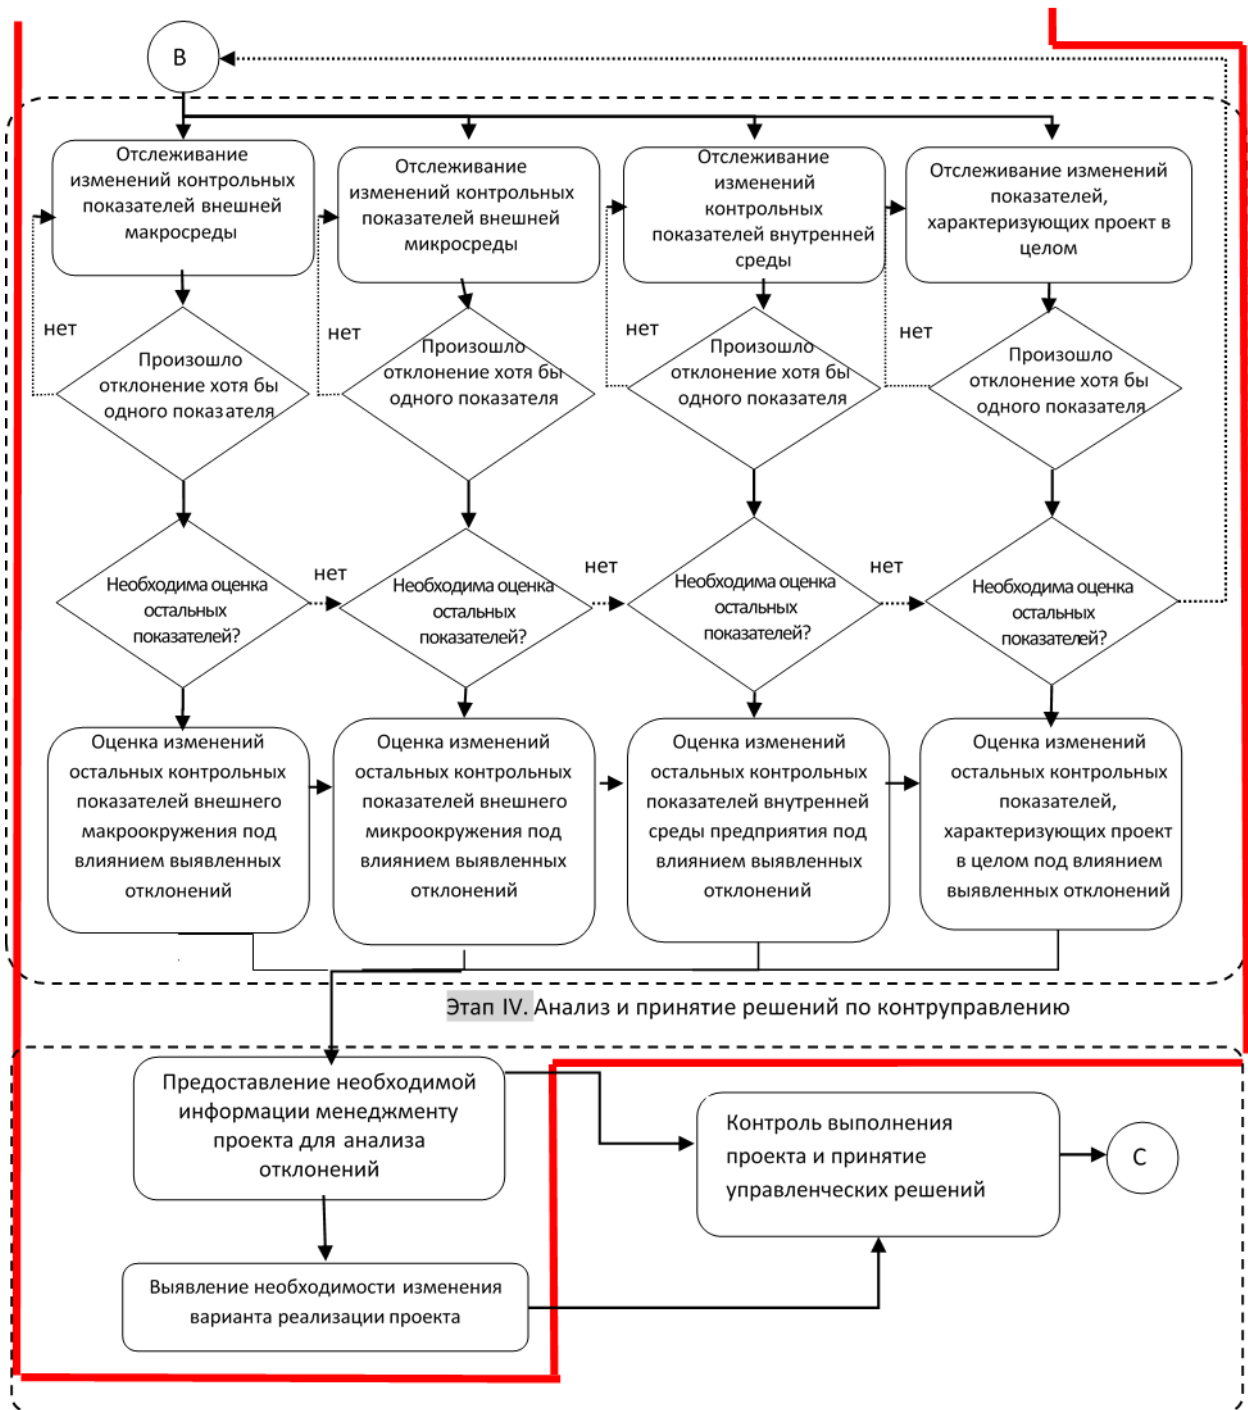 В
Отслеживание
изменений контрольных
показателей внешней
макросреды
Отслеживание
изменений контрольных
показателей внешней
микросреды
Отслеживание
изменений
контрольных
показателей внутренней
среды
Отслеживание изменений
показателей,
характеризующих проект в
целом
нет
Произошло
отклонение хотя бы
одного показателя
нет
Произошло
отклонение хотя бы
одного показателя
нет
Произошло
отклонение хотя бы
одного показателя
нет
Произошло
отклонение хотя бы
одного показателя
Необходима оценка
остальных
показателей?
нет
Необходима оценка
остальных
показателей?
нет
Необходима оценка
остальных
показателей?
нет
Необходима оценка
остальных
показателей?
Оценка изменений
остальных контрольных
показателей внешнего
макроокружения под
влиянием выявленных
отклонений
Оценка изменений
остальных контрольных
показателей внешнего
микроокружения под
влиянием выявленных
отклонений
Оценка изменений
остальных контрольных
показателей внутренней
среды предприятия под
влиянием выявленных
отклонений
Оценка изменений
остальных контрольных
показателей,
характеризующих проект
в целом под влиянием
выявленных отклонений
Этап IV. Анализ и принятие решений по контруправлению
Предоставление необходимой
информации менеджменту
проекта для анализа
отклонений
Контроль выполнения
проекта и принятие
управленческих решений
С
Выявление необходимости изменения
варианта реализации проекта